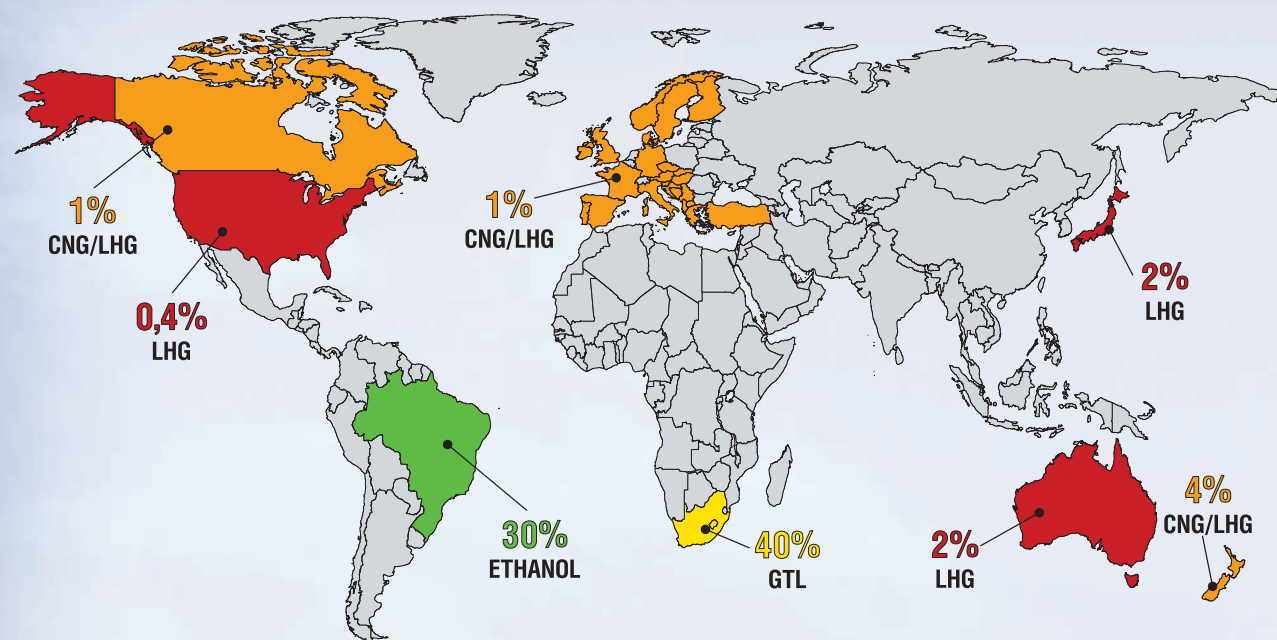 1%
CNG/LHG
0,4%
LHG
1%
CNG/LHG
2%
LHG
30%
ETHANOL
40%
GTL
2%
LHG
4%
CNG/LHG